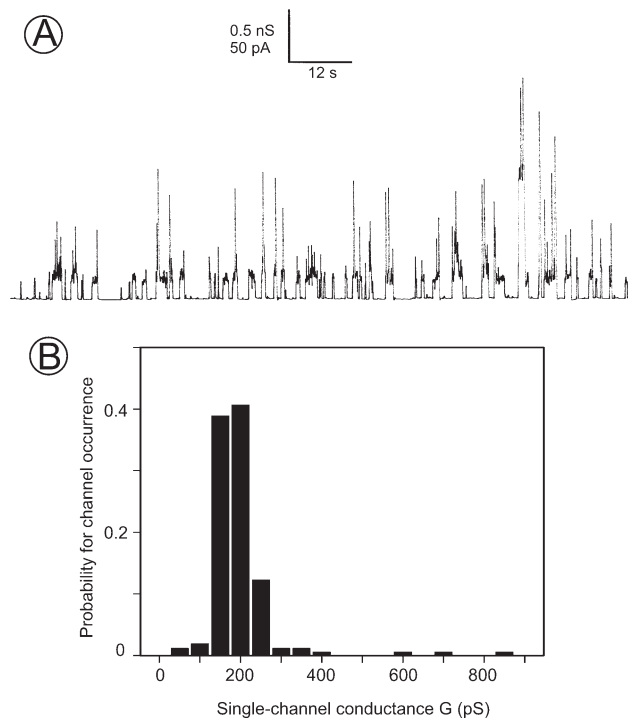 A
0.5 nS
50 pA
12 s
B
Probability for channel occurrence
0.4
0.2
0
0 200 400 600 800
Single-channel conductance G (pS)